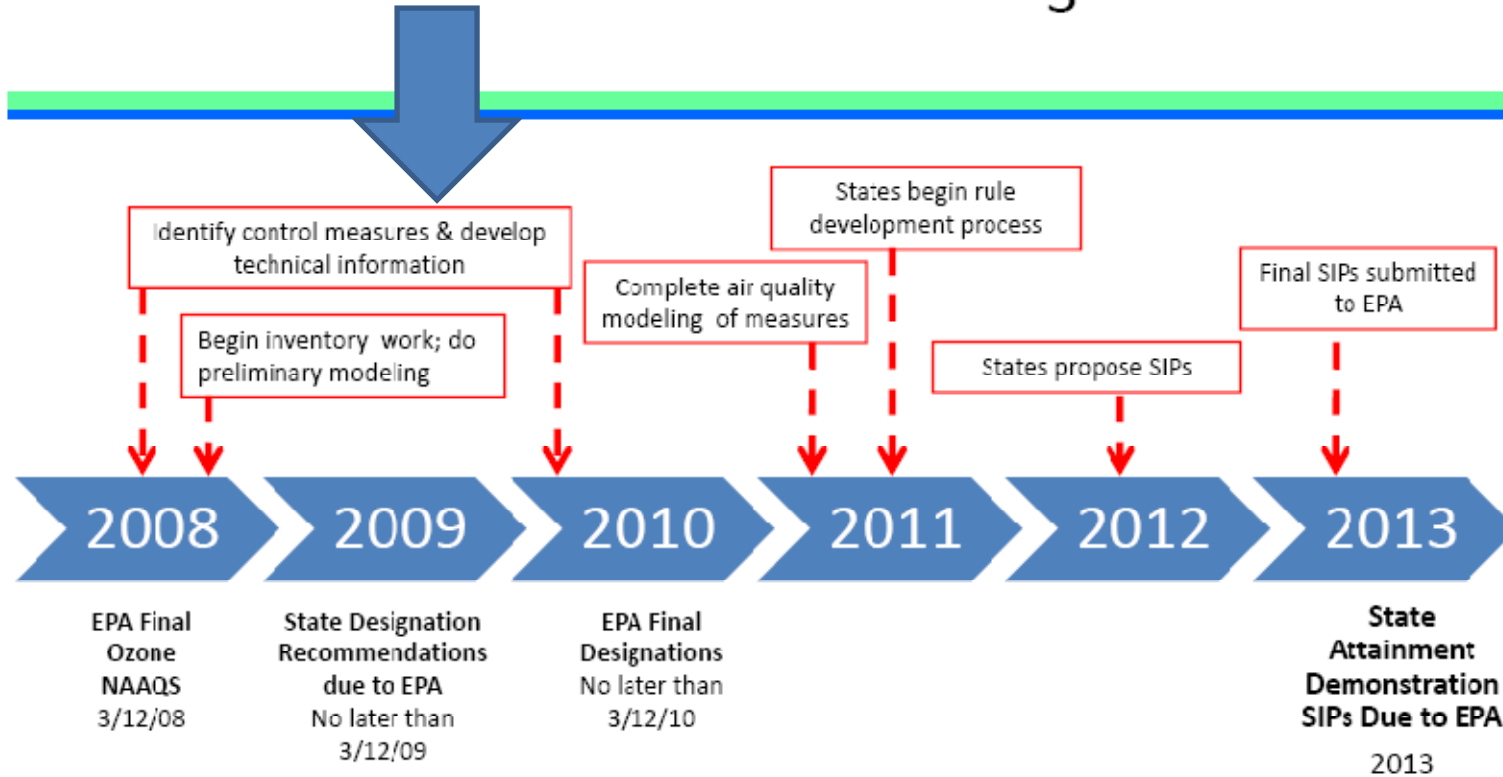 Identify control measures & develop
technical information
Begin inventory work; do
preliminary modeling
Complete air quality
modeling of measures
States begin rule
development process
States propose SIPs
Final SIPs submitted
to EPA
2008
2009
2010
2011
2012
2013
EPA Final
Ozone
NAAQS
3/12/08
State Designation
Recommendations
due to EPA
No later than
3/12/09
EPA Final
Designations
No later than
3/12/10
State
Attainment
Demonstration
SIPs Due to EPA
2013